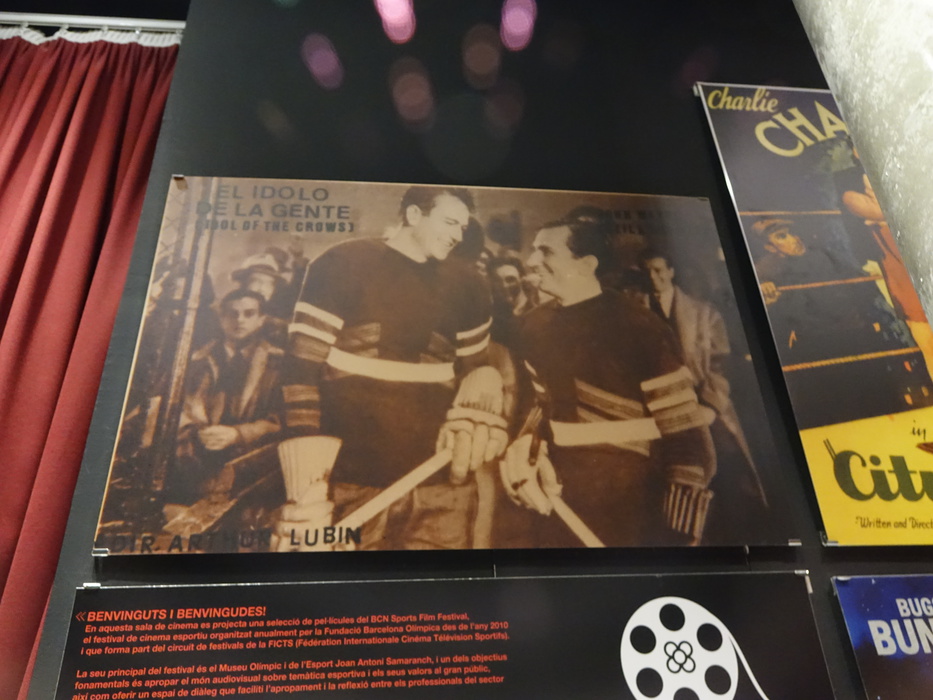 EL IDOLO
DE LA GENTE
(IDOL OF THE CROWS)
DIR. ARTHUR LUBIN
Charlie
CHA
in
Cit
"Written and Direct
«BENVINGUTS I BENVINGUDES!
En aquesta sala de cinema es projecta una selecció de pel·lícules del BCN Sports Film Festival,
el festival de cinema esportiu organitzat anualment per la Fundació Barcelona Olímpica des de l'any 2010
i que forma part del circuit de festivals de la FICTS (Fédération Internationale Cinéma Télévision Sportifs).
La seu principal del festival és el Museu Olímpic i de l'Esport Joan Antoni Samaranch, i un dels objectius
fonamentals és apropar el món audiovisual sobre temàtica esportiva i els seus valors al gran públic,
així com oferir un espai de diàleg que faciliti l'apropament i la reflexió entre els professionals del sector
BUG
BUN